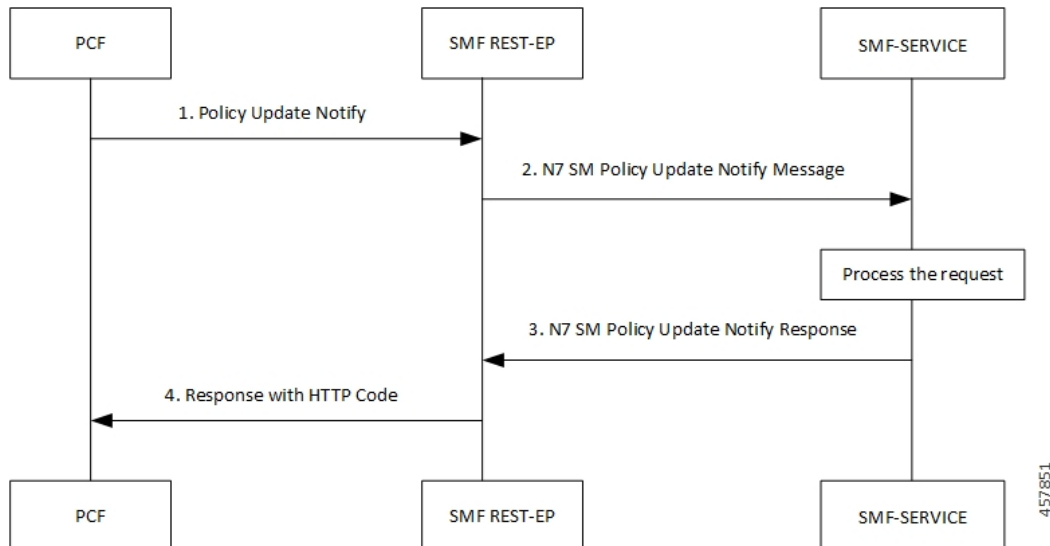 PCF
SMF REST-EP
SMF-SERVICE
1. Policy Update Notify
2. N7 SM Policy Update Notify Message
Process the request
3. N7 SM Policy Update Notify Response
4. Response with HTTP Code
PCF
SMF REST-EP
SMF-SERVICE
457851